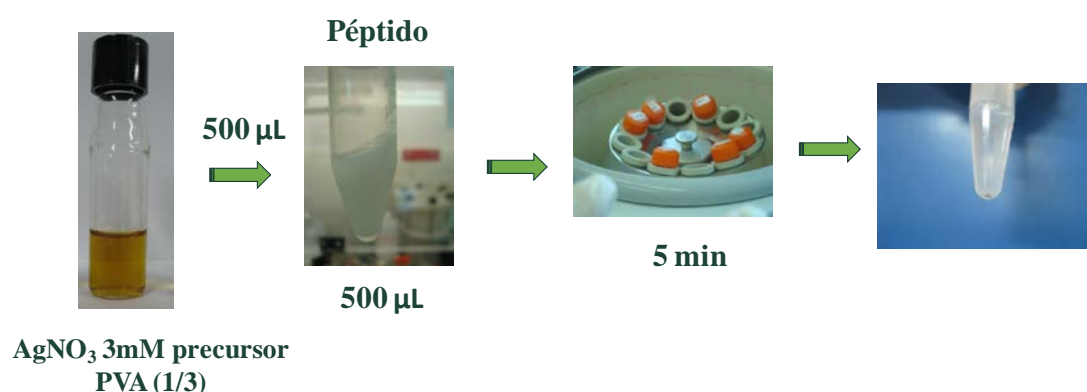 Péptido
500 µL
500 µL
5 min
AgNO₃ 3mM precursor
PVA (1/3)